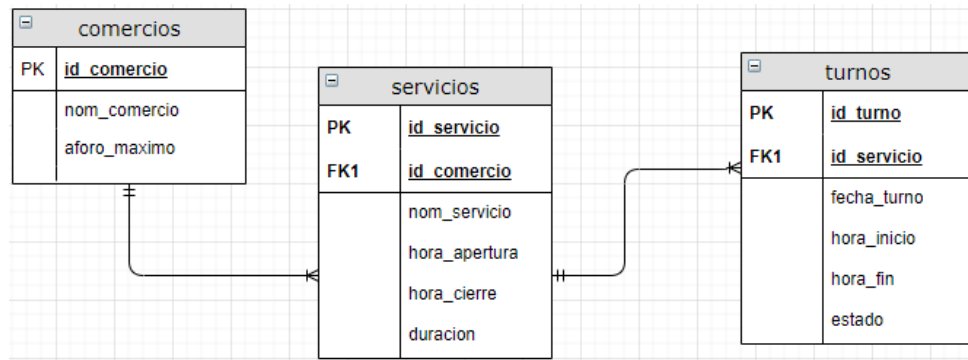 comercios
PK id_comercio
nom_comercio
aforo_maximo
servicios
PK id_servicio
FK1 id_comercio
nom_servicio
hora_apertura
hora_cierre
duracion
turnos
PK id_turno
FK1 id_servicio
fecha_turno
hora_inicio
hora_fin
estado